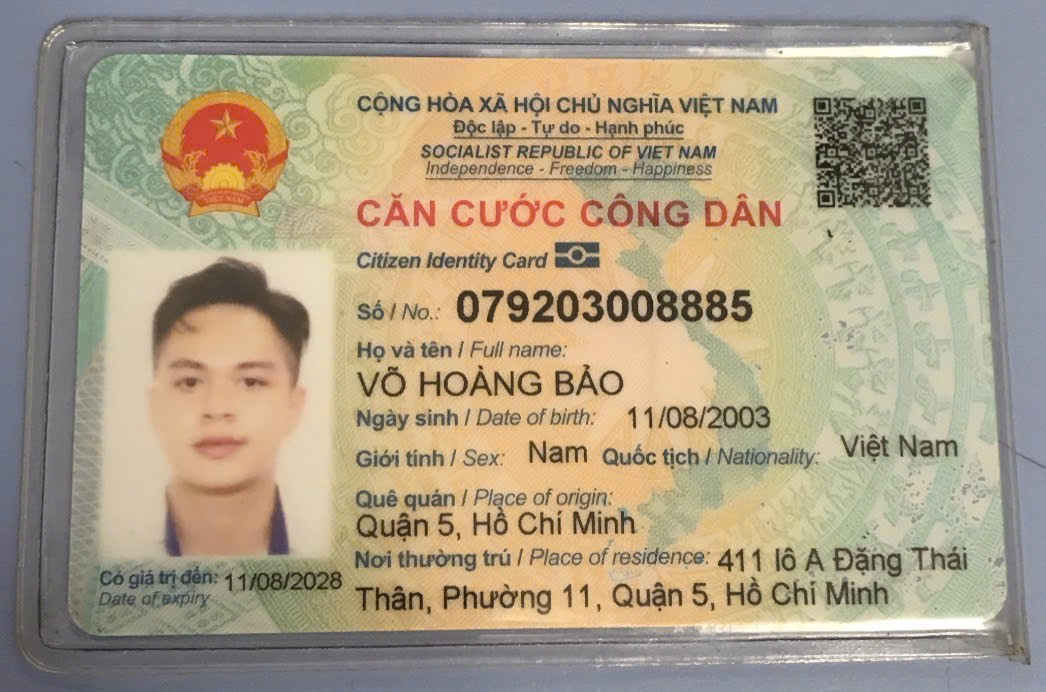 CỘNG HÒA XÃ HỘI CHỦ NGHĨA VIỆT NAM
Độc lập - Tự do - Hạnh phúc
SOCIALIST REPUBLIC OF VIET NAM
Independence - Freedom - Happiness
CĂN CƯỚC CÔNG DÂN
Citizen Identity Card
Số / No.: 079203008885
Họ và tên / Full name:
VÕ HOÀNG BẢO
Ngày sinh / Date of birth: 11/08/2003
Giới tính / Sex: Nam Quốc tịch / Nationality: Việt Nam
Quê quán / Place of origin:
Quận 5, Hồ Chí Minh
Nơi thường trú / Place of residence: 411 lô A Đặng Thái
Thân, Phường 11, Quận 5, Hồ Chí Minh
Có giá trị đến: 11/08/2028
Date of expiry
VIỆT NAM